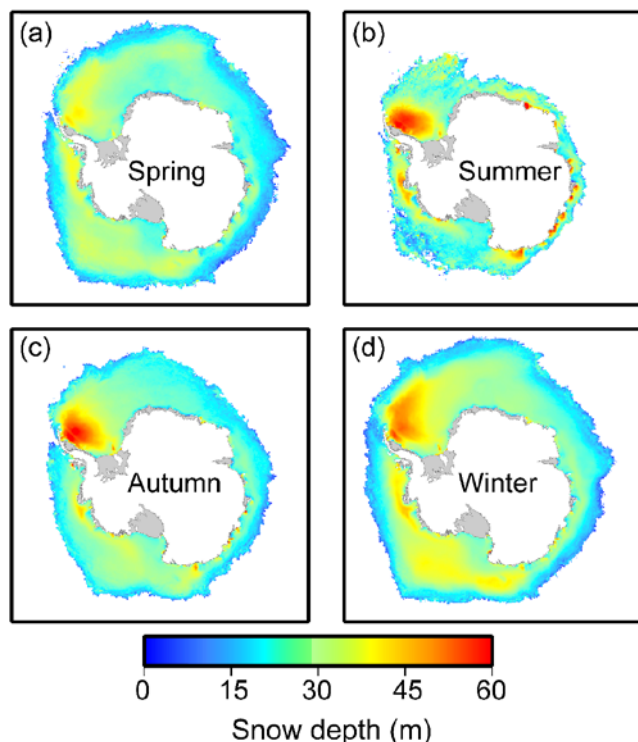 (a)
Spring
(b)
Summer
(c)
Autumn
(d)
Winter
0 15 30 45 60
Snow depth (m)